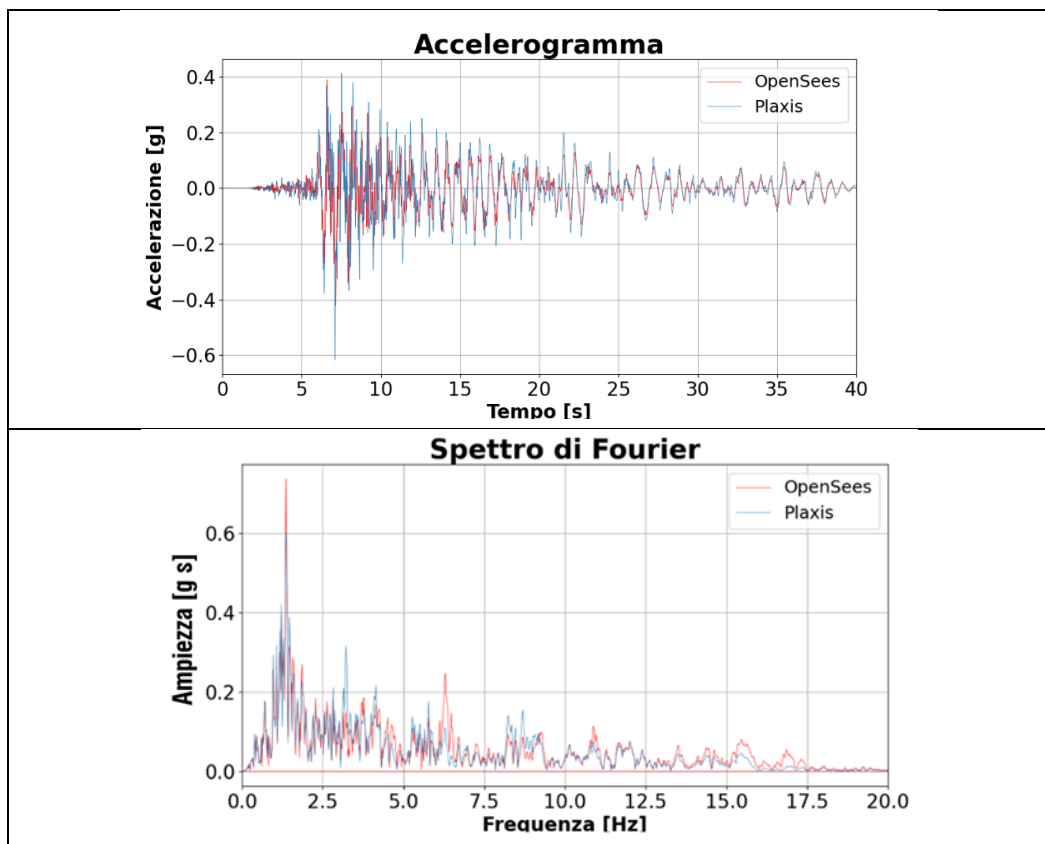 Accelerogramma
OpenSees
Plaxis
Accelerazione [g]
0.4
0.2
0.0
−0.2
−0.4
−0.6
0 5 10 15 20 25 30 35 40
Tempo [s]
Spettro di Fourier
OpenSees
Plaxis
Ampiezza [g s]
0.6
0.4
0.2
0.0
0.0 2.5 5.0 7.5 10.0 12.5 15.0 17.5 20.0
Frequenza [Hz]